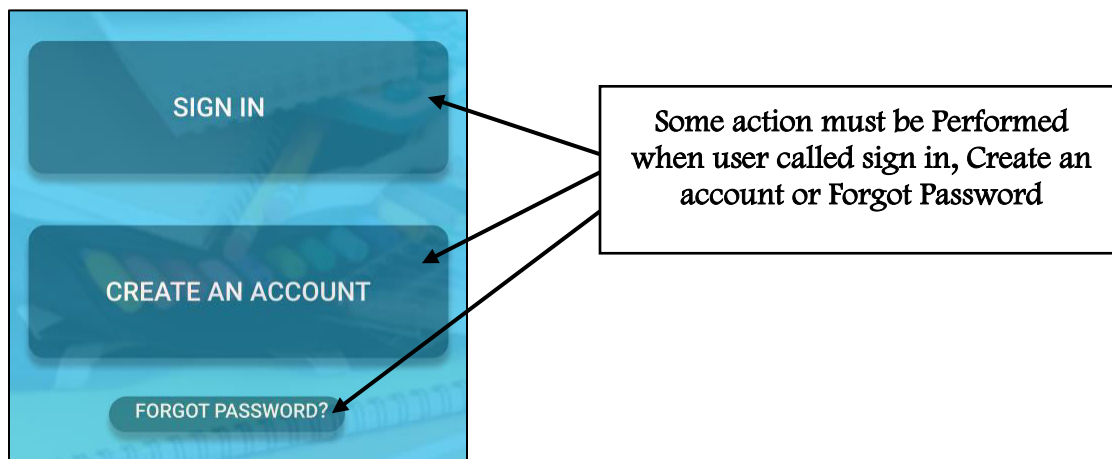 SIGN IN
CREATE AN ACCOUNT
FORGOT PASSWORD?
Some action must be Performed
when user called sign in, Create an
account or Forgot Password